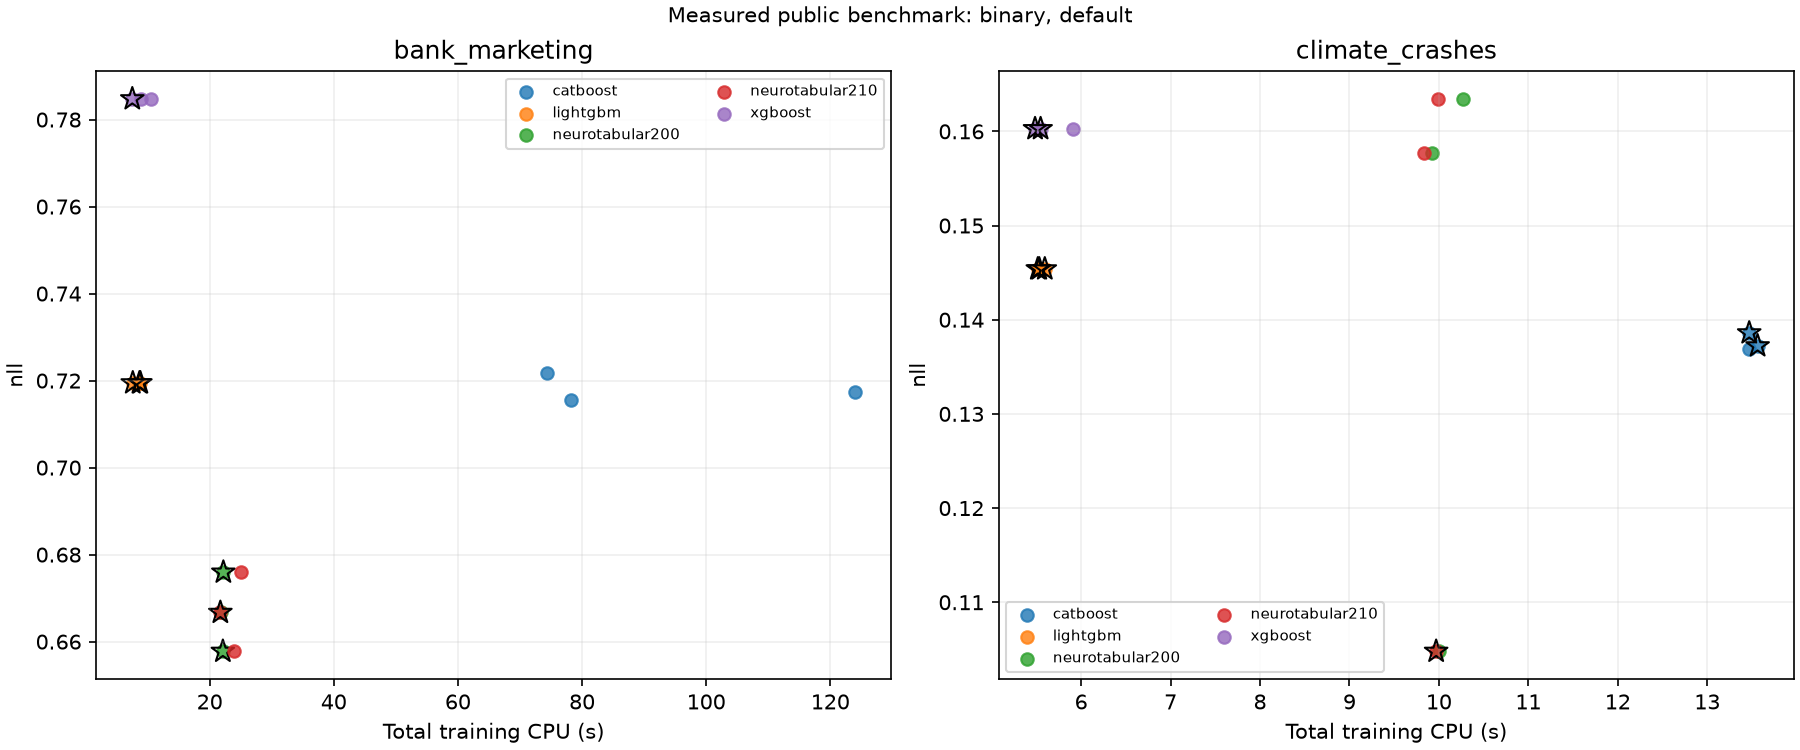 Measured public benchmark: binary, default
bank_marketing
nll
0.78
0.76
0.74
0.72
0.70
0.68
0.66
catboost
lightgbm
neurotabular200
neurotabular210
xgboost
20 40 60 80 100 120
Total training CPU (s)
climate_crashes
nll
0.16
0.15
0.14
0.13
0.12
0.11
catboost
lightgbm
neurotabular200
neurotabular210
xgboost
6 7 8 9 10 11 12 13
Total training CPU (s)